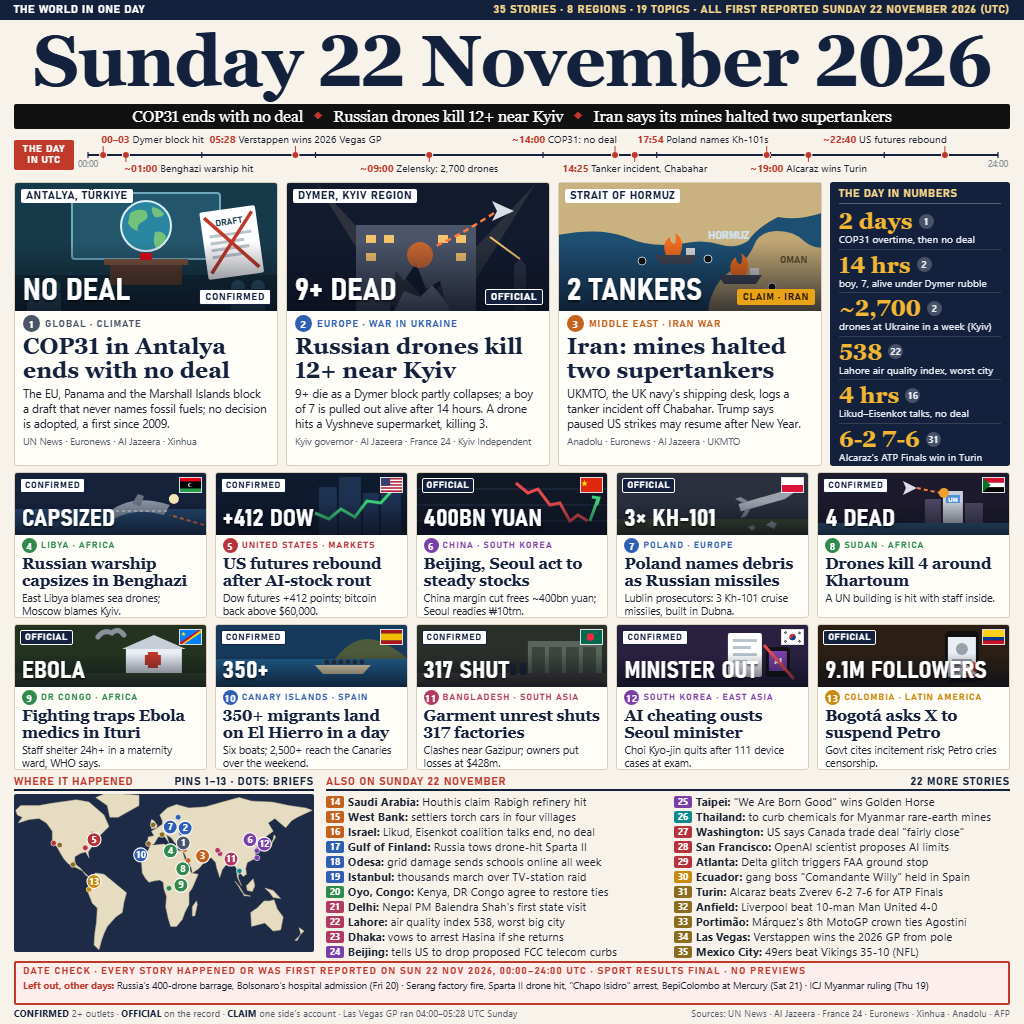 THE WORLD IN ONE DAY
35 STORIES · 8 REGIONS · 19 TOPICS · ALL FIRST REPORTED SUNDAY 22 NOVEMBER 2026 (UTC)
Sunday 22 November 2026
COP31 ends with no deal ◆ Russian drones kill 12+ near Kyiv ◆ Iran says its mines halted two supertankers
THE DAY
IN UTC
00:00
00–03 Dymer block hit
05:28 Verstappen wins 2026 Vegas GP
~14:00 COP31: no deal
17:54 Poland names Kh-101s
~22:40 US futures rebound
~01:00 Benghazi warship hit
~09:00 Zelensky: 2,700 drones
14:25 Tanker incident, Chabahar
~19:00 Alcaraz wins Turin
24:00
ANTALYA, TÜRKIYE
DRAFT
NO DEAL
CONFIRMED
1 GLOBAL · CLIMATE
COP31 in Antalya
ends with no deal
The EU, Panama and the Marshall Islands block
a draft that never names fossil fuels; no decision
is adopted, a first since 2009.
UN News · Euronews · Al Jazeera · Xinhua
DYMER, KYIV REGION
9+ DEAD
OFFICIAL
2 EUROPE · WAR IN UKRAINE
Russian drones kill
12+ near Kyiv
9+ die as a Dymer block partly collapses; a boy
of 7 is pulled out alive after 14 hours. A drone
hits a Vyshneve supermarket, killing 3.
Kyiv governor · Al Jazeera · France 24 · Kyiv Independent
STRAIT OF HORMUZ
HORMUZ
OMAN
2 TANKERS
CLAIM · IRAN
3 MIDDLE EAST · IRAN WAR
Iran: mines halted
two supertankers
UKMTO, the UK navy's shipping desk, logs a
tanker incident off Chabahar. Trump says
paused US strikes may resume after New Year.
Anadolu · Euronews · Al Jazeera · UKMTO
THE DAY IN NUMBERS
2 days 1
COP31 overtime, then no deal
14 hrs 2
boy, 7, alive under Dymer rubble
~2,700 2
drones at Ukraine in a week (Kyiv)
538 22
Lahore air quality index, worst city
4 hrs 16
Likud–Eisenkot talks, no deal
6-2 7-6 31
Alcaraz's ATP Finals win in Turin
CONFIRMED
CAPSIZED
4 LIBYA · AFRICA
Russian warship
capsizes in Benghazi
East Libya blames sea drones;
Moscow blames Kyiv.
CONFIRMED
+412 DOW
5 UNITED STATES · MARKETS
US futures rebound
after AI-stock rout
Dow futures +412 points; bitcoin
back above $60,000.
OFFICIAL
400BN YUAN
6 CHINA · SOUTH KOREA
Beijing, Seoul act to
steady stocks
China margin cut frees ~400bn yuan;
Seoul readies ₩10trn.
OFFICIAL
3× KH-101
7 POLAND · EUROPE
Poland names debris
as Russian missiles
Lublin prosecutors: 3 Kh-101 cruise
missiles, built in Dubna.
CONFIRMED
UN
4 DEAD
8 SUDAN · AFRICA
Drones kill 4 around
Khartoum
A UN building is hit with staff inside.
OFFICIAL
EBOLA
9 DR CONGO · AFRICA
Fighting traps Ebola
medics in Ituri
Staff shelter 24h+ in a maternity
ward, WHO says.
CONFIRMED
350+
10 CANARY ISLANDS · SPAIN
350+ migrants land
on El Hierro in a day
Six boats; 2,500+ reach the Canaries
over the weekend.
CONFIRMED
317 SHUT
11 BANGLADESH · SOUTH ASIA
Garment unrest shuts
317 factories
Clashes near Gazipur; owners put
losses at $428m.
CONFIRMED
AI
MINISTER OUT
12 SOUTH KOREA · EAST ASIA
AI cheating ousts
Seoul minister
Choi Kyo-jin quits after 111 device
cases at exam.
OFFICIAL
9.1M FOLLOWERS
13 COLOMBIA · LATIN AMERICA
Bogotá asks X to
suspend Petro
Govt cites incitement risk; Petro cries
censorship.
WHERE IT HAPPENED
PINS 1–13 · DOTS: BRIEFS
5
13
10
7
2
1
4
8
9
3
11
6
12
ALSO ON SUNDAY 22 NOVEMBER
22 MORE STORIES
14 Saudi Arabia: Houthis claim Rabigh refinery hit
15 West Bank: settlers torch cars in four villages
16 Israel: Likud, Eisenkot coalition talks end, no deal
17 Gulf of Finland: Russia tows drone-hit Sparta II
18 Odesa: grid damage sends schools online all week
19 Istanbul: thousands march over TV-station raid
20 Oyo, Congo: Kenya, DR Congo agree to restore ties
21 Delhi: Nepal PM Balendra Shah's first state visit
22 Lahore: air quality index 538, worst big city
23 Dhaka: vows to arrest Hasina if she returns
24 Beijing: tells US to drop proposed FCC telecom curbs
25 Taipei: "We Are Born Good" wins Golden Horse
26 Thailand: to curb chemicals for Myanmar rare-earth mines
27 Washington: US says Canada trade deal "fairly close"
28 San Francisco: OpenAI scientist proposes AI limits
29 Atlanta: Delta glitch triggers FAA ground stop
30 Ecuador: gang boss "Comandante Willy" held in Spain
31 Turin: Alcaraz beats Zverev 6-2 7-6 for ATP Finals
32 Anfield: Liverpool beat 10-man Man United 4-0
33 Portimão: Márquez's 8th MotoGP crown ties Agostini
34 Las Vegas: Verstappen wins the 2026 GP from pole
35 Mexico City: 49ers beat Vikings 35-10 (NFL)
DATE CHECK · EVERY STORY HAPPENED OR WAS FIRST REPORTED ON SUN 22 NOV 2026, 00:00–24:00 UTC · SPORT RESULTS FINAL · NO PREVIEWS
Left out, other days: Russia's 400-drone barrage, Bolsonaro's hospital admission (Fri 20) · Serang factory fire, Sparta II drone hit, "Chapo Isidro" arrest, BepiColombo at Mercury (Sat 21) · ICJ Myanmar ruling (Thu 19)
CONFIRMED 2+ outlets · OFFICIAL on the record · CLAIM one side's account · Las Vegas GP ran 04:00–05:28 UTC Sunday
Sources: UN News · Al Jazeera · France 24 · Euronews · Xinhua · Anadolu · AFP